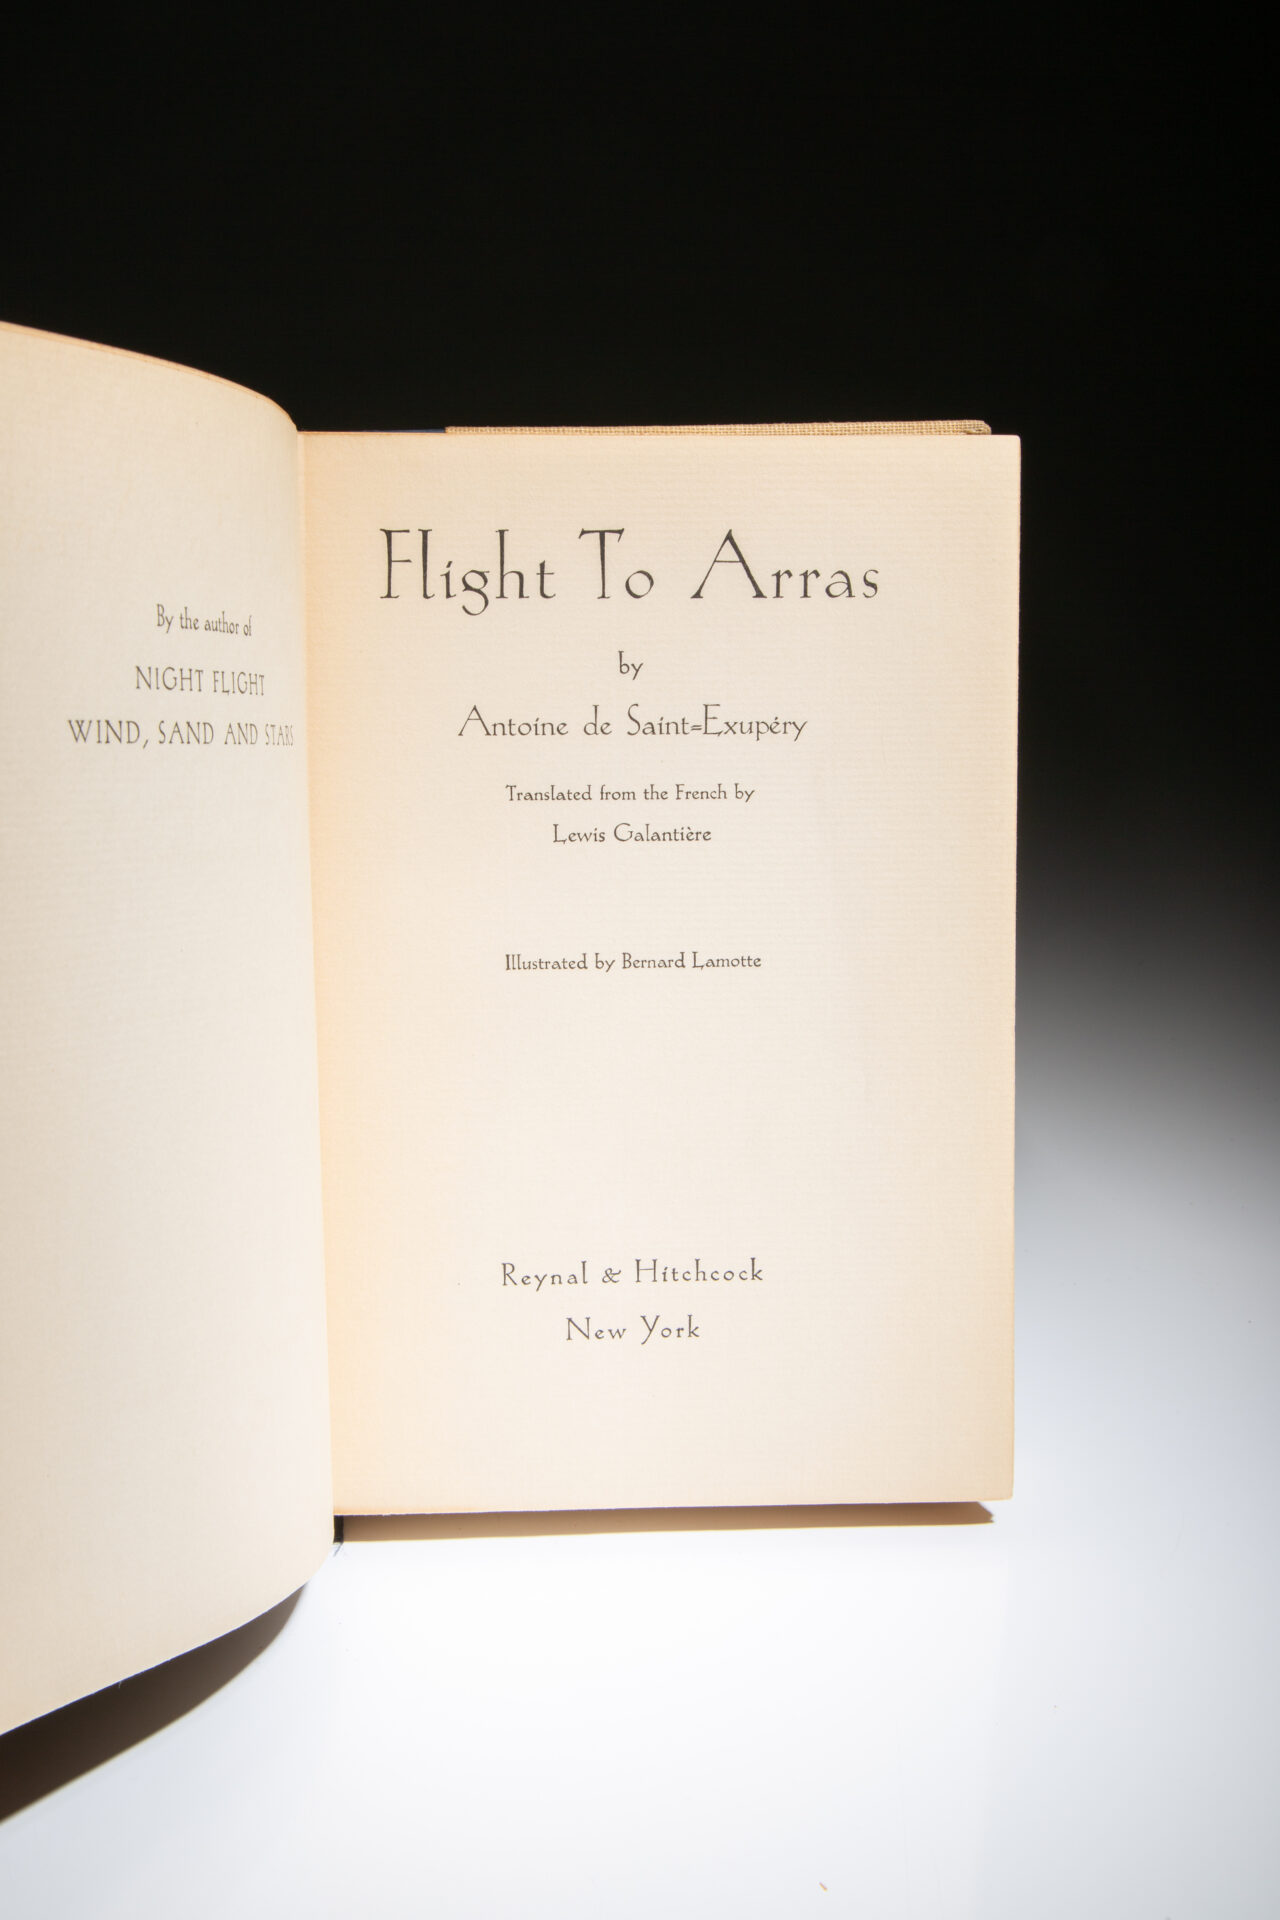 By the author of
NIGHT FLIGHT
WIND, SAND AND STARS
Flight To Arras
by
Antoine de Saint=Exupéry
Translated from the French by
Lewis Galantière
Illustrated by Bernard Lamotte
Reynal & Hitchcock
New York